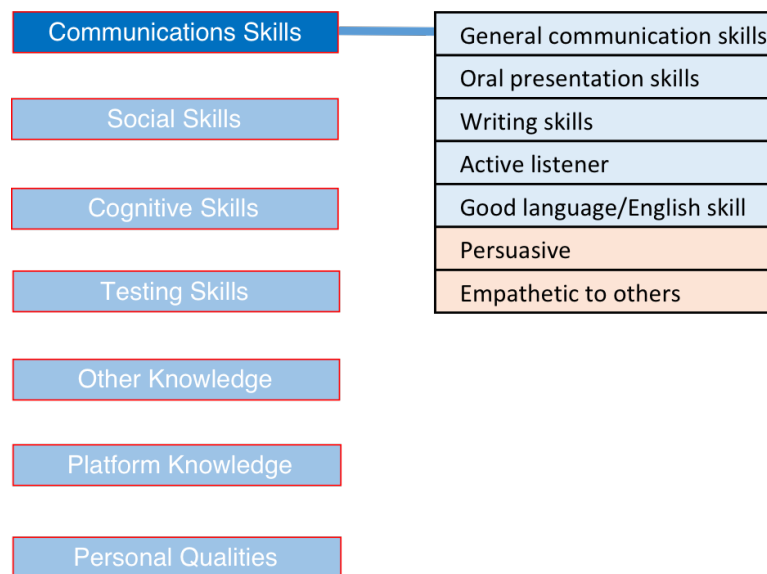 Communications Skills
Social Skills
Cognitive Skills
Testing Skills
Other Knowledge
Platform Knowledge
Personal Qualities
General communication skills
Oral presentation skills
Writing skills
Active listener
Good language/English skill
Persuasive
Empathetic to others